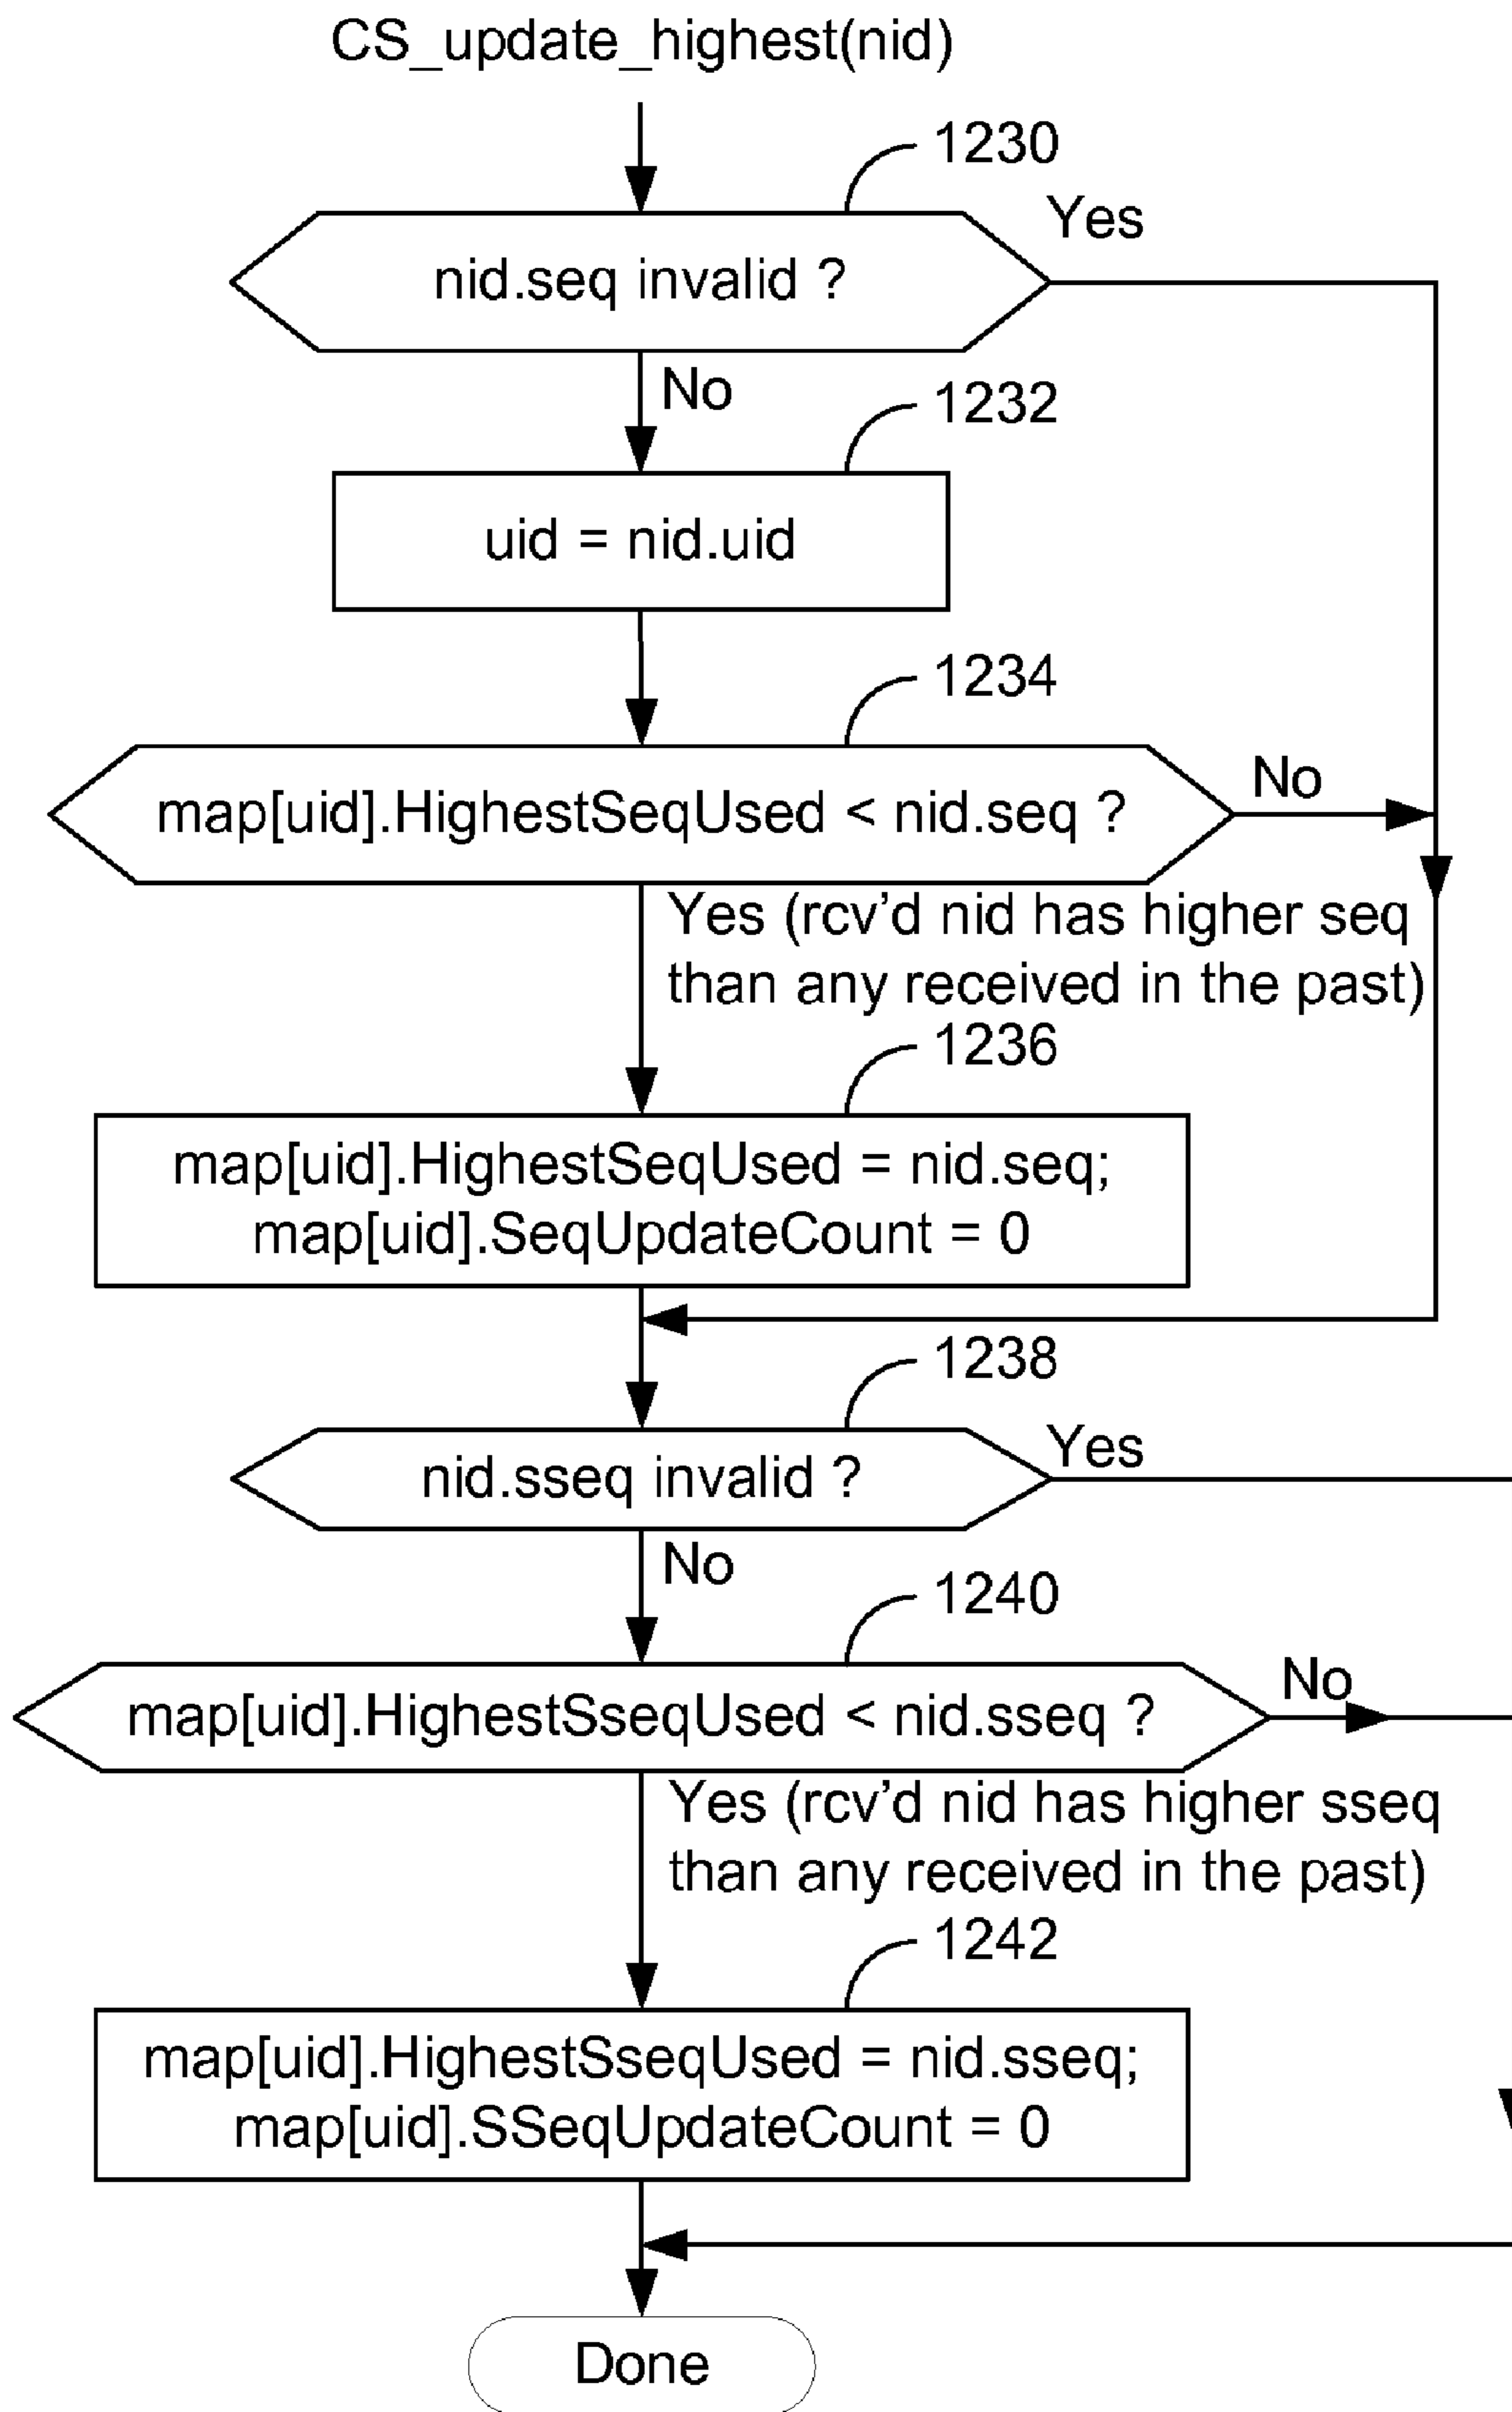 CS_update_highest(nid)
1230
Yes
nid.seq invalid ?
No
1232
uid = nid.uid
1234
No
map[uid].HighestSeqUsed < nid.seq ?
Yes (rcv'd nid has higher seq
than any received in the past)
1236
map[uid].HighestSeqUsed = nid.seq;
map[uid].SeqUpdateCount = 0
1238
Yes
nid.sseq invalid ?
No
1240
No
map[uid].HighestSseqUsed < nid.sseq ?
Yes (rcv'd nid has higher sseq
than any received in the past)
1242
map[uid].HighestSseqUsed = nid.sseq;
map[uid].SSeqUpdateCount = 0
Done